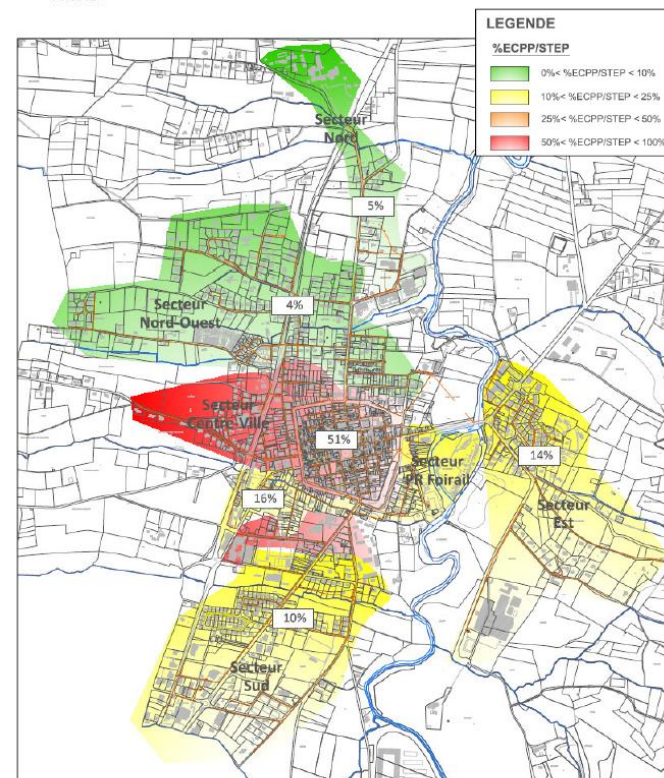 LEGENDE
%ECPP/STEP
0%< %ECPP/STEP < 10%
10%< %ECPP/STEP < 25%
25%< %ECPP/STEP < 50%
50%< %ECPP/STEP < 100%
Secteur
Nord
5%
4%
Secteur
Nord-Ouest
Secteur
Centre-Ville
51%
Secteur
PR Foirail
14%
16%
Secteur
Est
10%
Secteur
Sud